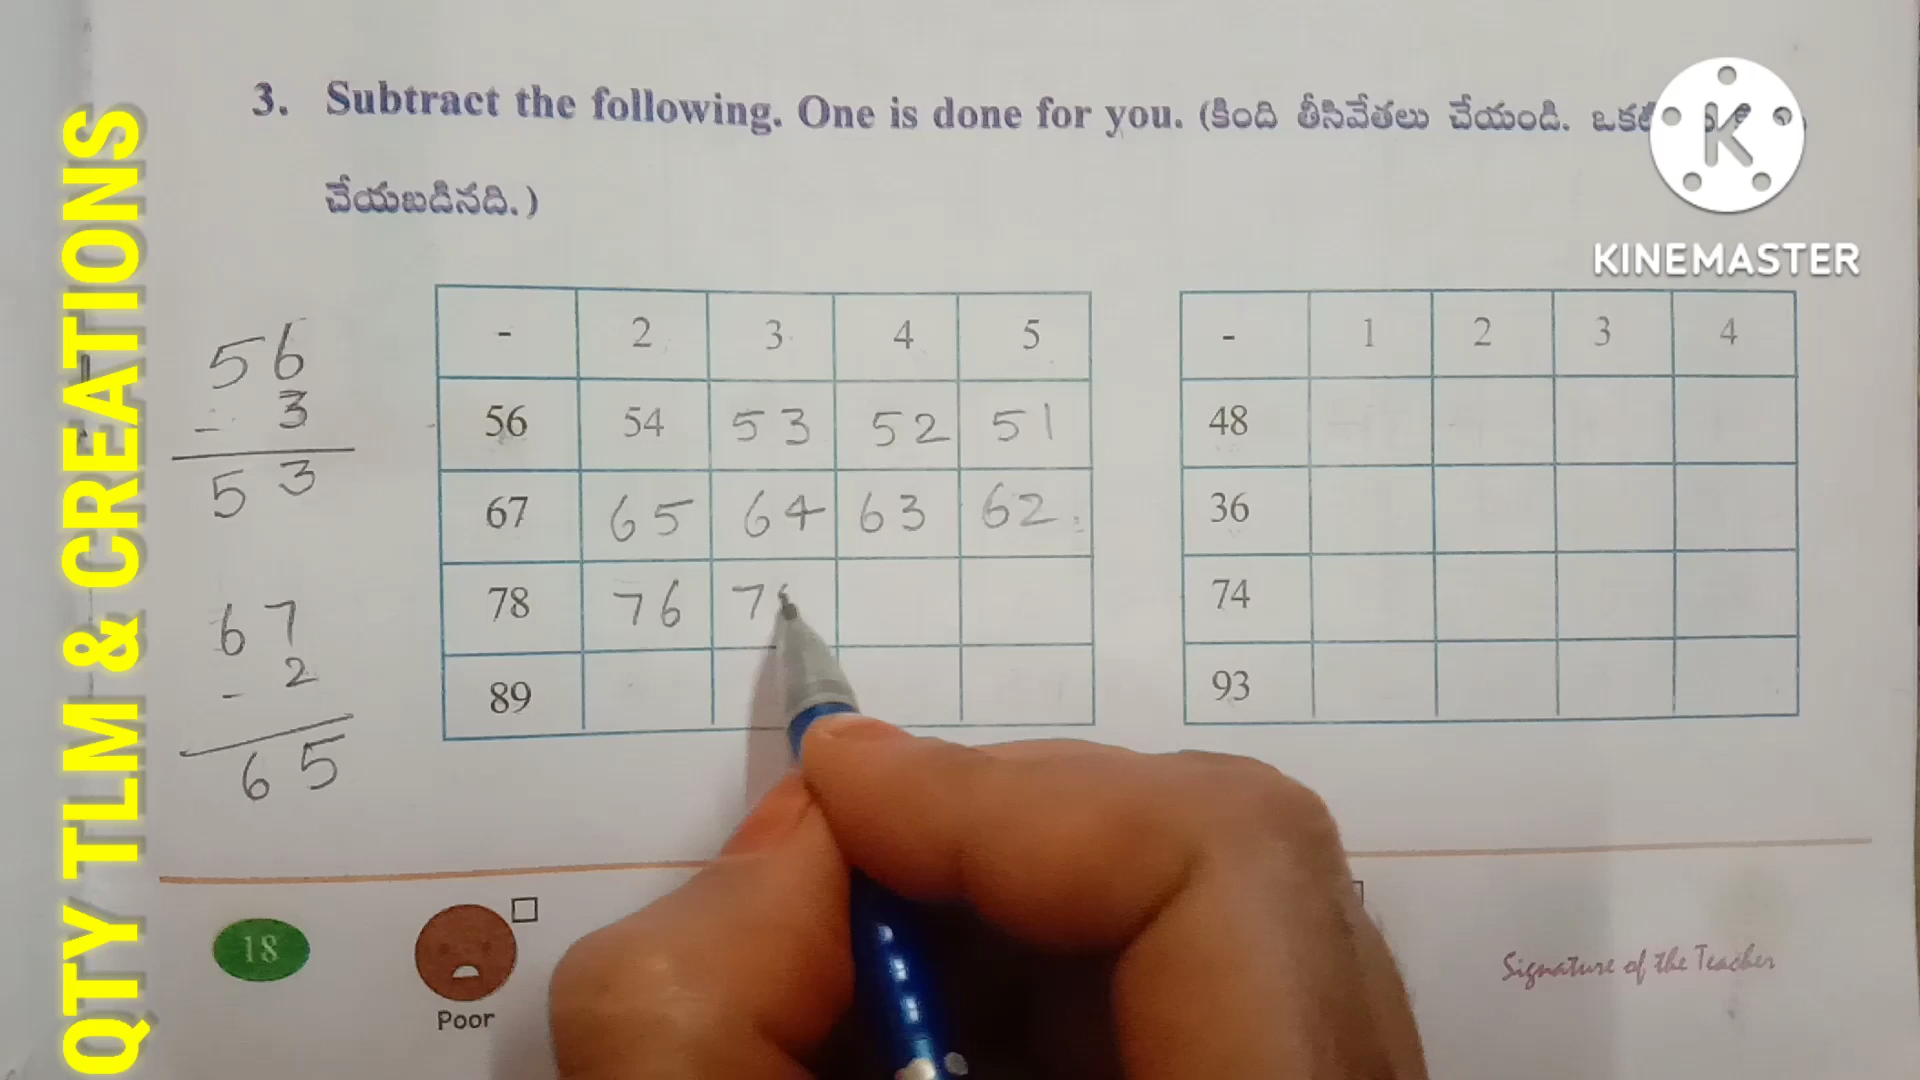 QTY TLM & CREATIONS
3. Subtract the following. One is done for you. (కింది తీసివేతలు చేయండి.
చేయబడినది.)
KINEMASTER
56
- 3
53
67
- 2
65
- 2 3 4 5
56 54 53 52 51
67 65 64 63 62
78 76 7
89
- 1 2 3 4
48
36
74
93
18
Poor
Signature of the Teacher